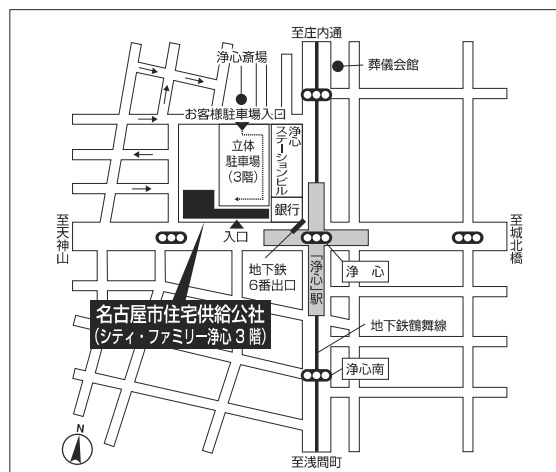 至庄内通
浄心斎場
葬儀会館
お客様駐車場入口
立体
駐車場
(3階)
浄心
ステーションビル
銀行
至天神山
至城北橋
入口
地下鉄
6番出口
「浄心」駅
浄 心
名古屋市住宅供給公社
(シティ・ファミリー浄心 3 階)
地下鉄鶴舞線
浄心南
N
至浅間町